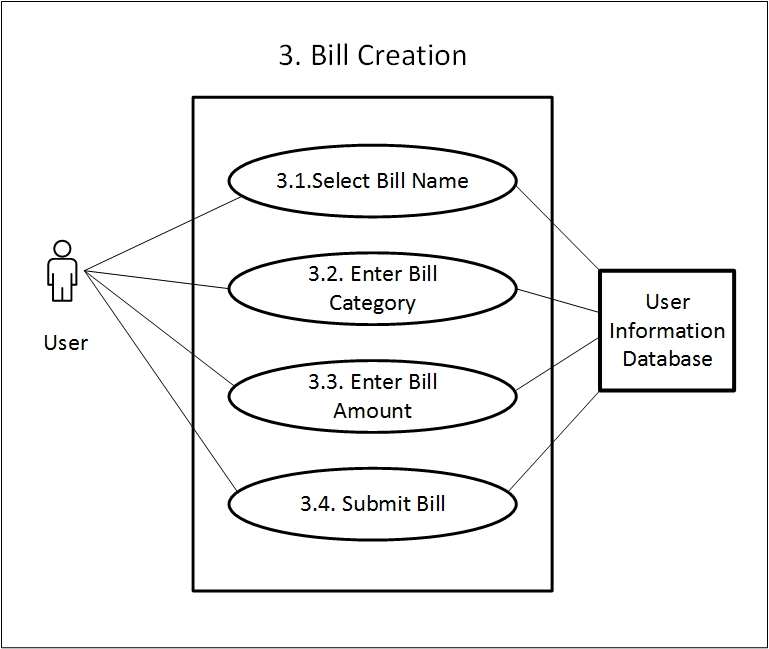 3. Bill Creation
3.1.Select Bill Name
3.2. Enter Bill
Category
User
User
Information
Database
3.3. Enter Bill
Amount
3.4. Submit Bill